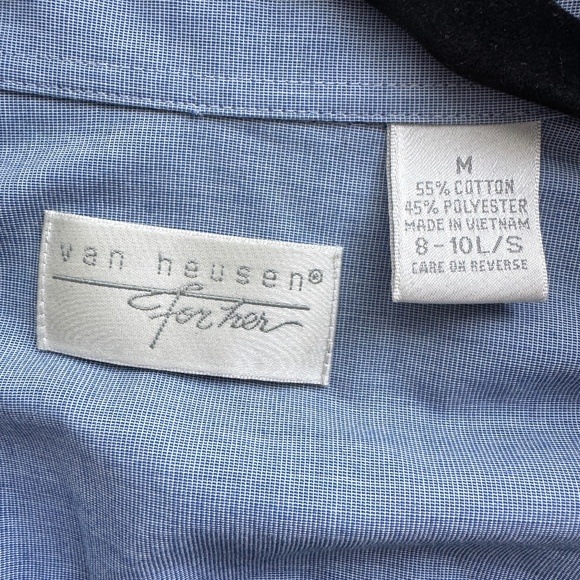 van heusen®
for her
M
55% COTTON
45% POLYESTER
MADE IN VIETNAM
8-10L/S
CARE ON REVERSE